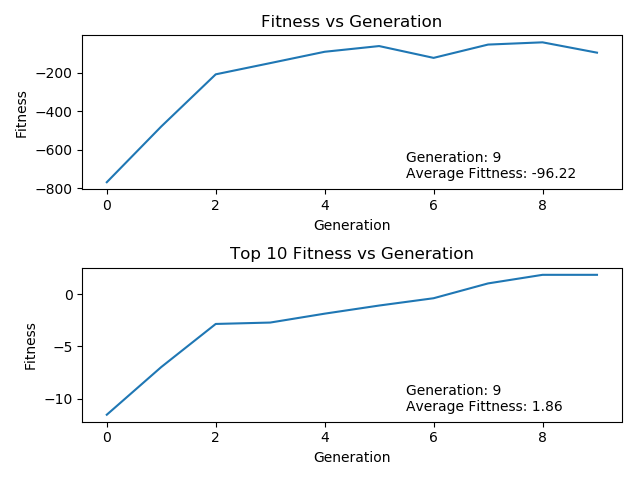 Fitness vs Generation
Fitness
−200
−400
−600
−800
Generation: 9
Average Fittness: -96.22
0 2 4 6 8
Generation
Top 10 Fitness vs Generation
Fitness
0
−5
−10
Generation: 9
Average Fittness: 1.86
0 2 4 6 8
Generation